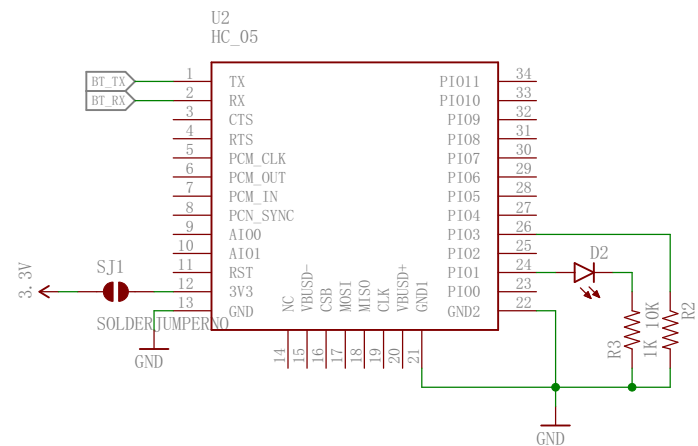 U2
HC_05
BT_TX 1 TX PIO11 34
BT_RX 2 RX PIO10 33
3 CTS PIO9 32
4 RTS PIO8 31
5 PCM_CLK PIO7 30
6 PCM_OUT PIO6 29
7 PCM_IN PIO5 28
8 PCN_SYNC PIO4 27
9 AIO0 PIO3 26
10 AIO1 PIO2 25
11 RST PIO1 24
12 3V3 PIO0 23
13 GND GND2 22
3.3V
SJ1
SOLDERJUMPERNO
GND
NC
VBUSD-
CSB
MOSI
MISO
CLK
VBUSD+
GND1
14
15
16
17
18
19
20
21
D2
R3
1K
10K
R2
GND